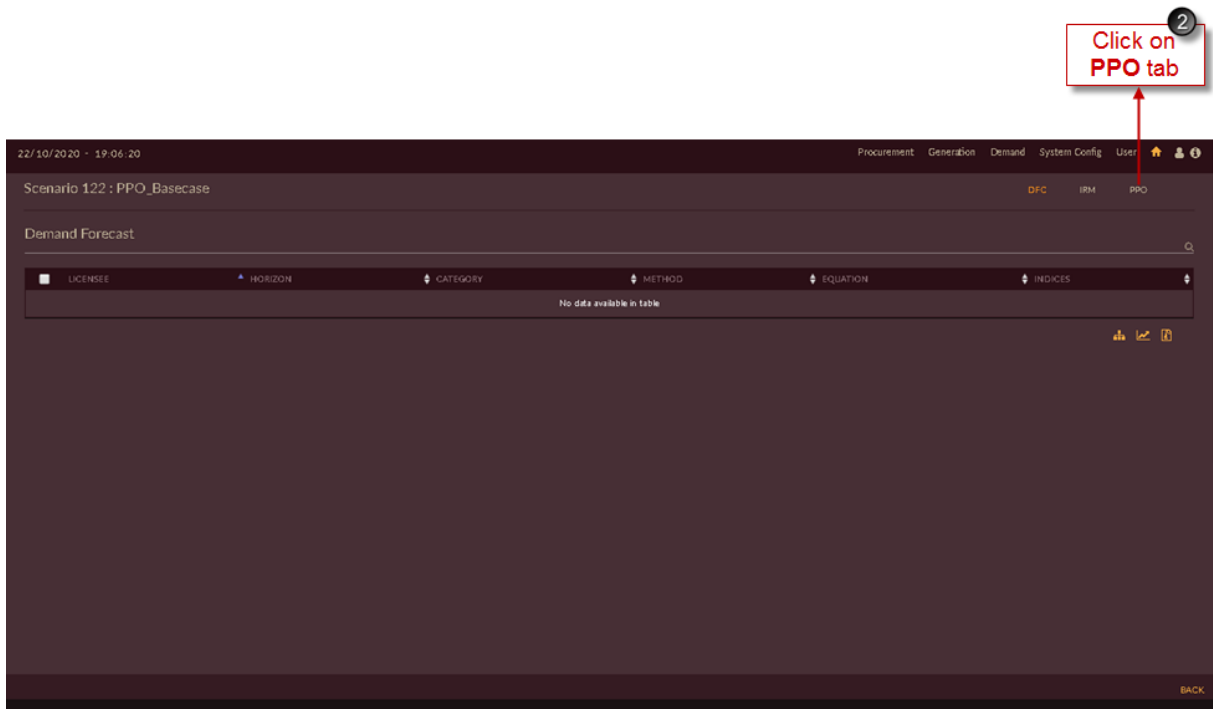 2
Click on
PPO tab
22/10/2020 - 19:06:20
Procurement Generation Demand System Config User
Scenario 122 : PPO_Basecase
DFC IRM PPO
Demand Forecast
LICENSEE HORIZON CATEGORY METHOD EQUATION INDICES
No data available in table
BACK